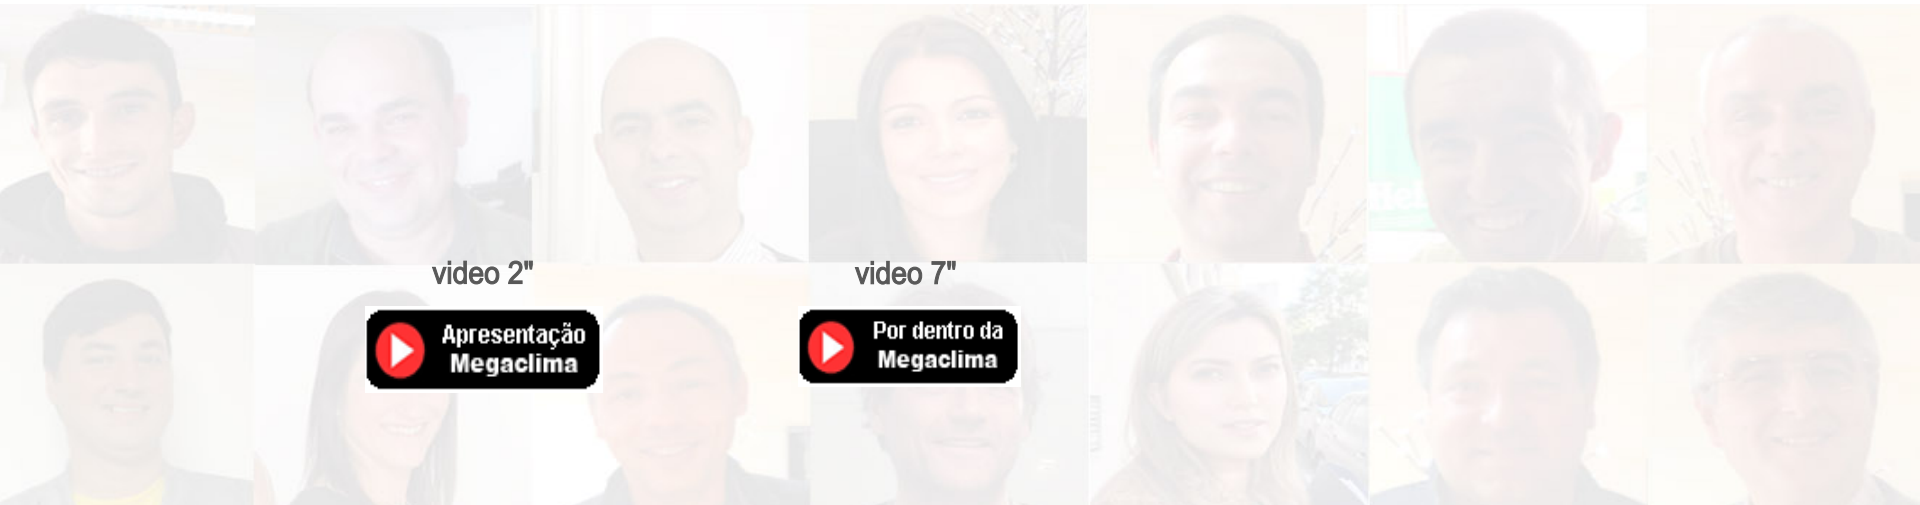 video 2"
Apresentação
Megaclima
video 7"
Por dentro da
Megaclima